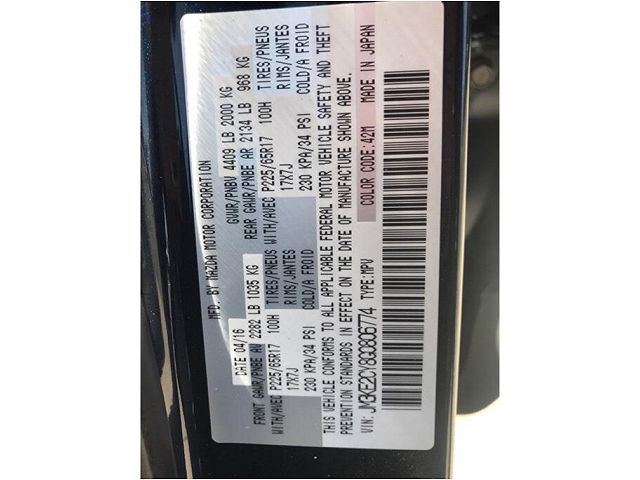 MFD. BY MAZDA MOTOR CORPORATION
DATE 04/16 GVWR/PNBV 4409 LB 2000 KG
FRONT GAWR/PNBE AV 2282 LB 1035 KG REAR GAWR/PNBE AR 2134 LB 968 KG
WITH/AVEC P225/65R17 100H TIRES/PNEUS WITH/AVEC P225/65R17 100H TIRES/PNEUS
17X7J RIMS/JANTES 17X7J RIMS/JANTES
230 KPA/34 PSI COLD/A FROID 230 KPA/34 PSI COLD/A FROID
THIS VEHICLE CONFORMS TO ALL APPLICABLE FEDERAL MOTOR VEHICLE SAFETY AND THEFT
PREVENTION STANDARDS IN EFFECT ON THE DATE OF MANUFACTURE SHOWN ABOVE.
VIN: JM3KE2CY8G0806774 TYPE:MPV COLOR CODE:42M MADE IN JAPAN